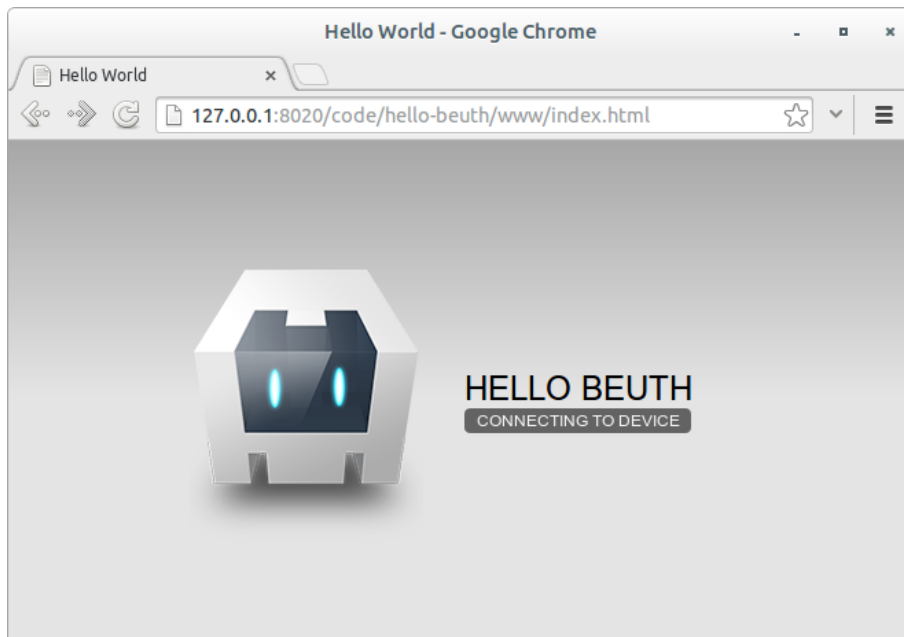 Hello World - Google Chrome
Hello World
127.0.0.1:8020/code/hello-beuth/www/index.html
HELLO BEUTH
CONNECTING TO DEVICE